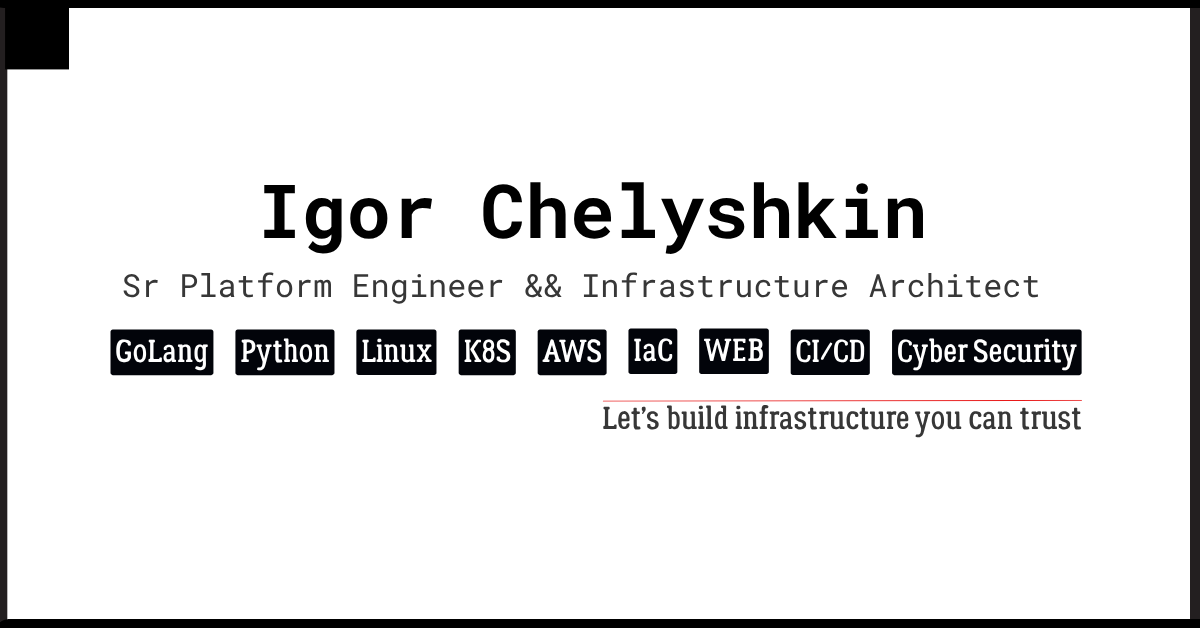 Igor Chelyshkin
Sr Platform Engineer && Infrastructure Architect
GoLang Python Linux K8S AWS IaC WEB CI/CD Cyber Security
Let’s build infrastructure you can trust